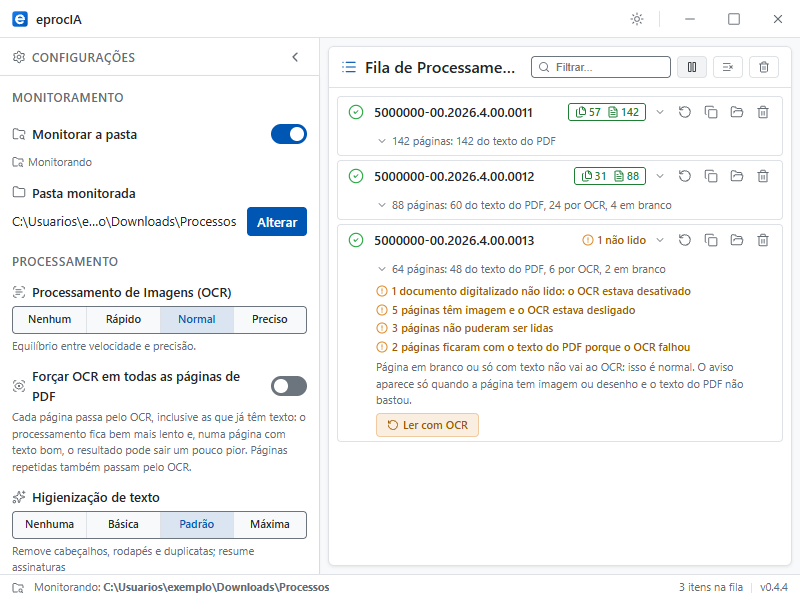 eprocIA
CONFIGURAÇÕES
MONITORAMENTO
Monitorar a pasta
Monitorando
Pasta monitorada
C:\Usuarios\e...o\Downloads\Processos
Alterar
PROCESSAMENTO
Processamento de Imagens (OCR)
Nenhum Rápido Normal Preciso
Equilíbrio entre velocidade e precisão.
Forçar OCR em todas as páginas de
PDF
Cada página passa pelo OCR, inclusive as que já têm texto: o
processamento fica bem mais lento e, numa página com
texto bom, o resultado pode sair um pouco pior. Páginas
repetidas também passam pelo OCR.
Higienização de texto
Nenhuma Básica Padrão Máxima
Remove cabeçalhos, rodapés e duplicatas; resume
assinaturas
Fila de Processame...
Filtrar...
5000000-00.2026.4.00.0011 57 142
142 páginas: 142 do texto do PDF
5000000-00.2026.4.00.0012 31 88
88 páginas: 60 do texto do PDF, 24 por OCR, 4 em branco
5000000-00.2026.4.00.0013 1 não lido
64 páginas: 48 do texto do PDF, 6 por OCR, 2 em branco
1 documento digitalizado não lido: o OCR estava desativado
5 páginas têm imagem e o OCR estava desligado
3 páginas não puderam ser lidas
2 páginas ficaram com o texto do PDF porque o OCR falhou
Página em branco ou só com texto não vai ao OCR: isso é normal. O aviso
aparece só quando a página tem imagem ou desenho e o texto do PDF não
bastou.
Ler com OCR
Monitorando: C:\Usuarios\exemplo\Downloads\Processos
3 itens na fila v0.4.4